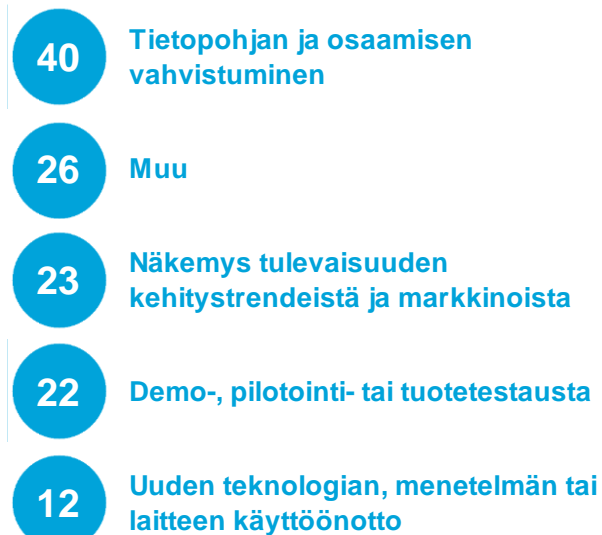 40
Tietopohjan ja osaamisen
vahvistuminen
26
Muu
23
Näkemys tulevaisuuden
kehitystrendeistä ja markkinoista
22
Demo-, pilotointi- tai tuotetestausta
12
Uuden teknologian, menetelmän tai
laitteen käyttöönotto